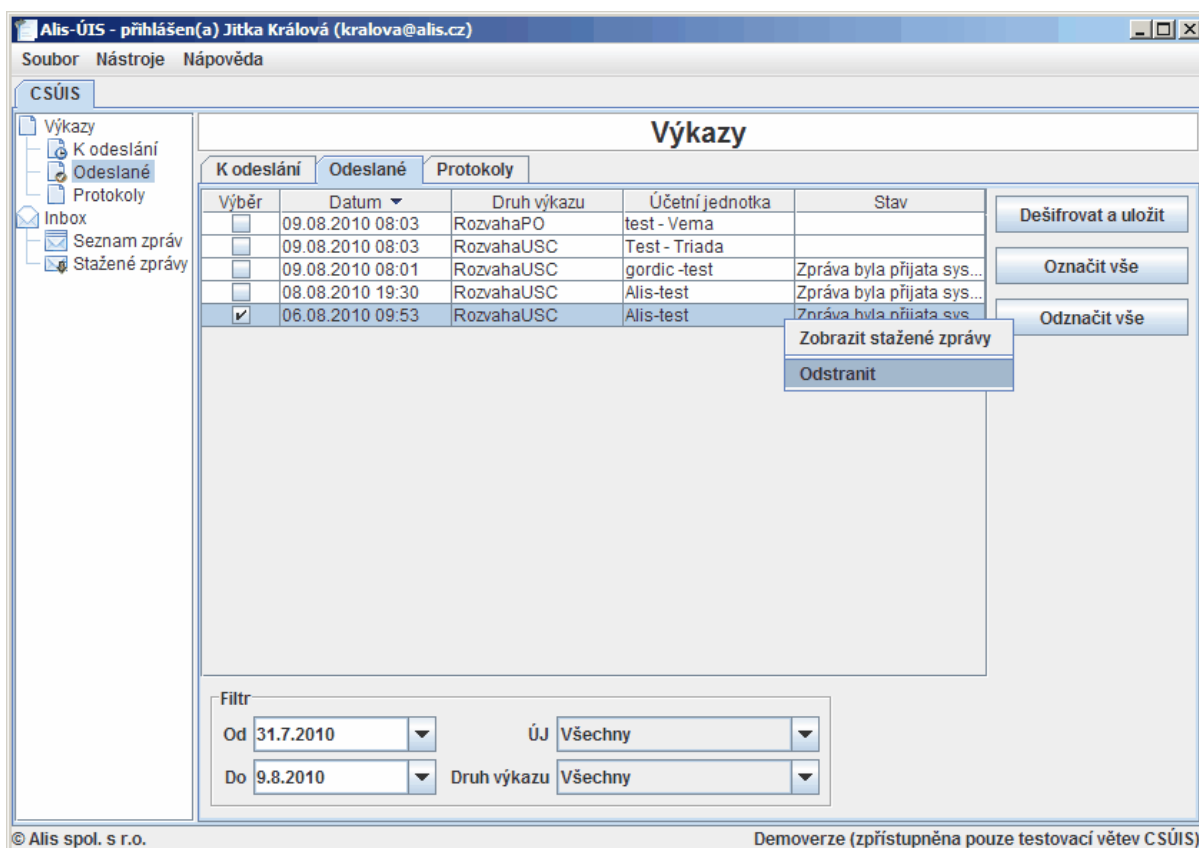 Alis-ÚIS - přihlášen(a) Jitka Králová (kralova@alis.cz)
Soubor Nástroje Nápověda
CSÚIS
Výkazy
K odeslání
Odeslané
Protokoly
Inbox
Seznam zpráv
Stažené zprávy
Výkazy
K odeslání Odeslané Protokoly
Výběr Datum Druh výkazu Účetní jednotka Stav
09.08.2010 08:03 RozvahaPO test - Vema
09.08.2010 08:03 RozvahaUSC Test - Triada
09.08.2010 08:01 RozvahaUSC gordic -test Zpráva byla přijata sys...
08.08.2010 19:30 RozvahaUSC Alis-test Zpráva byla přijata sys...
06.08.2010 09:53 RozvahaUSC Alis-test Zpráva byla přijata sys...
Zobrazit stažené zprávy
Odstranit
Dešifrovat a uložit
Označit vše
Odznačit vše
Filtr
Od 31.7.2010 ÚJ Všechny
Do 9.8.2010 Druh výkazu Všechny
© Alis spol. s r.o. Demoverze (zpřístupněna pouze testovací větev CSÚIS)